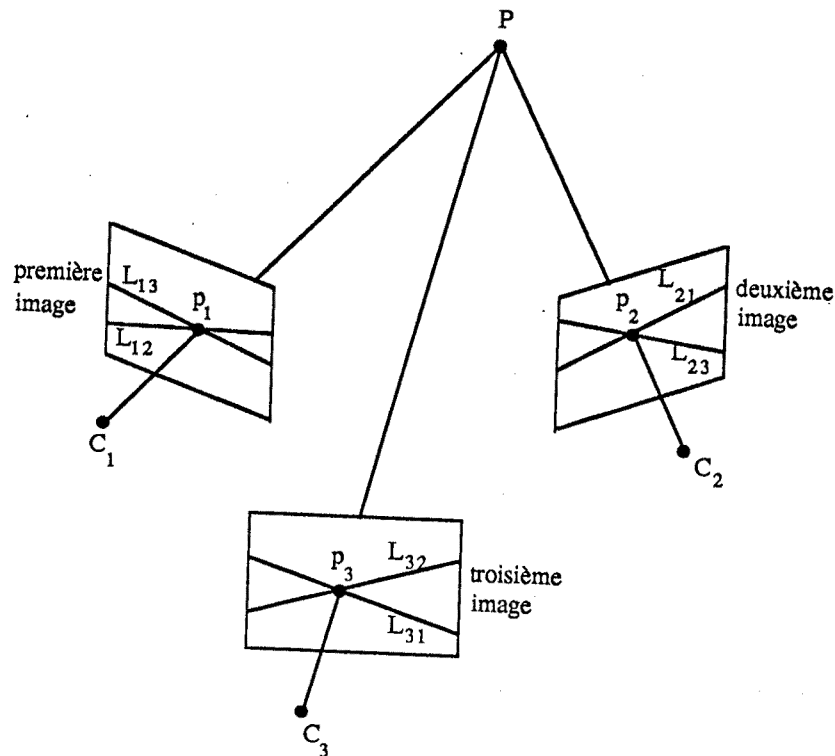 P
première
image
L13
p1
L12
C1
L21
p2
L23
deuxième
image
C2
L32
p3
L31
troisième
image
C3